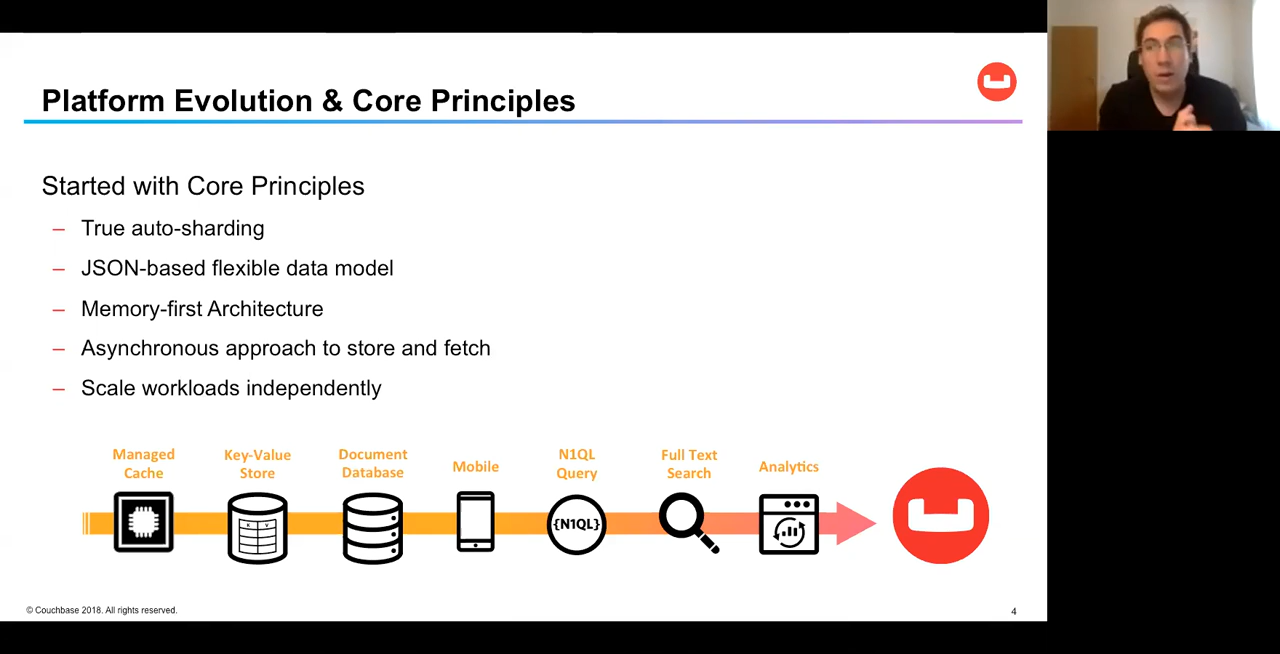 Platform Evolution & Core Principles
Started with Core Principles
– True auto-sharding
– JSON-based flexible data model
– Memory-first Architecture
– Asynchronous approach to store and fetch
– Scale workloads independently
Managed
Cache
Key-Value
Store
Document
Database
Mobile
N1QL
Query
Full Text
Search
Analytics
K V
{N1QL}
© Couchbase 2018. All rights reserved.
4